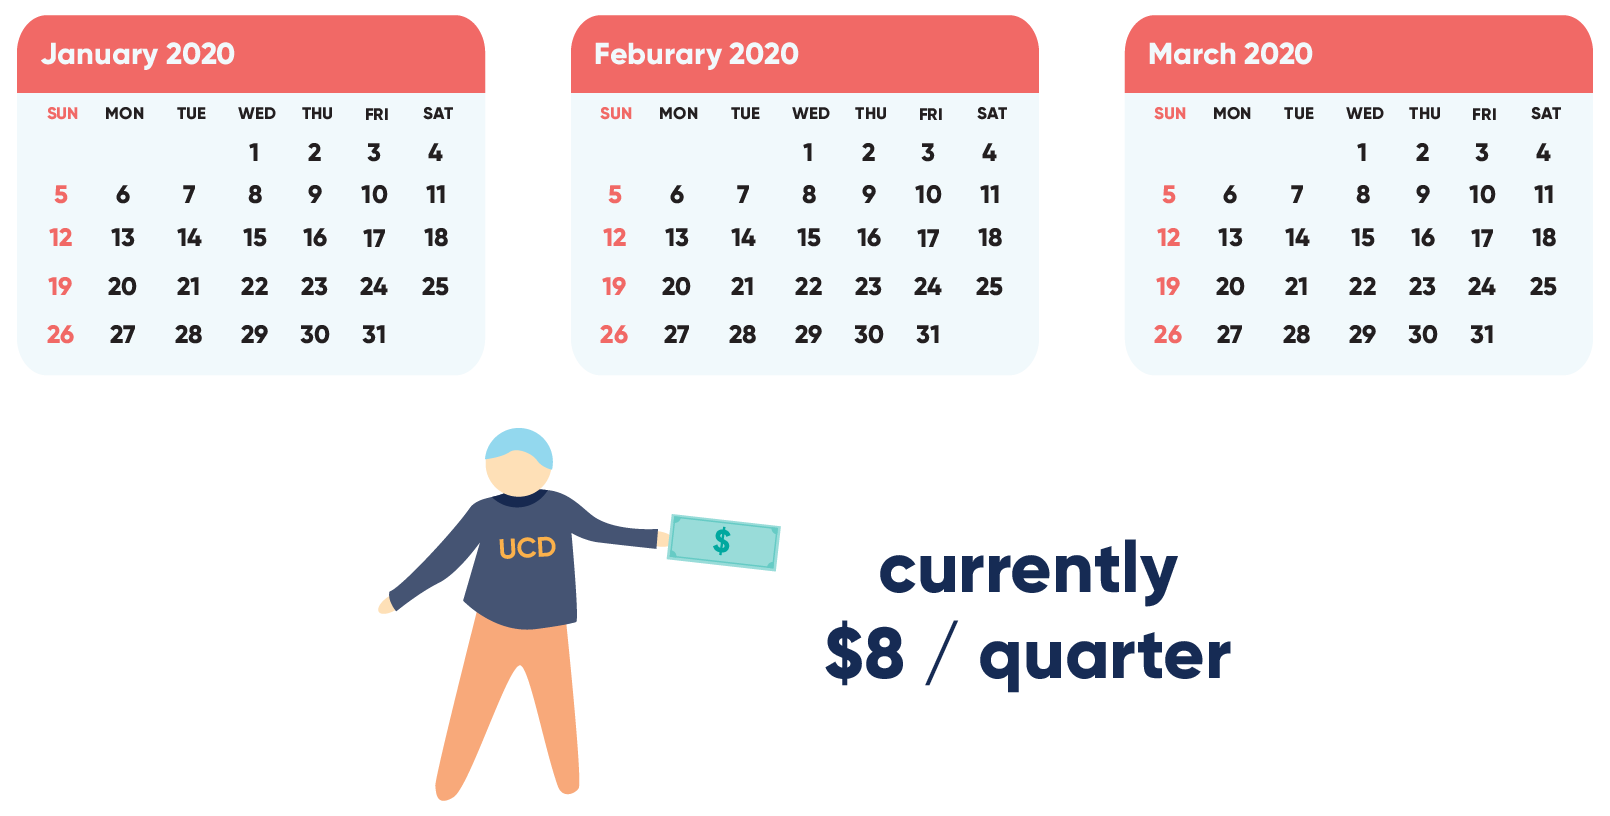 January 2020
SUN MON TUE WED THU FRI SAT
1 2 3 4
5 6 7 8 9 10 11
12 13 14 15 16 17 18
19 20 21 22 23 24 25
26 27 28 29 30 31
Feburary 2020
SUN MON TUE WED THU FRI SAT
1 2 3 4
5 6 7 8 9 10 11
12 13 14 15 16 17 18
19 20 21 22 23 24 25
26 27 28 29 30 31
March 2020
SUN MON TUE WED THU FRI SAT
1 2 3 4
5 6 7 8 9 10 11
12 13 14 15 16 17 18
19 20 21 22 23 24 25
26 27 28 29 30 31
UCD
$
currently
$8 / quarter